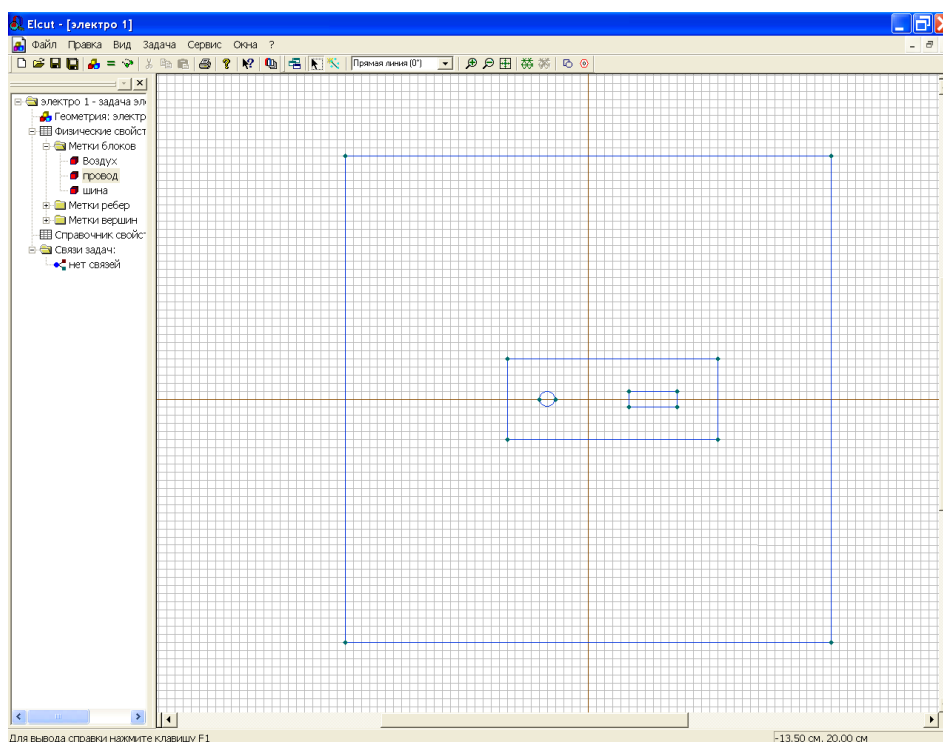 Elcut - [электро 1]
Файл Правка Вид Задача Сервис Окна ?
Прямая линия (0°)
электро 1 - задача эл
Геометрия: электр
Физические свойст
Метки блоков
Воздух
провод
шина
Метки ребер
Метки вершин
Справочник свойс
Связи задач:
нет связей
Для вывода справки нажмите клавишу F1
-13.50 см, 20.00 см